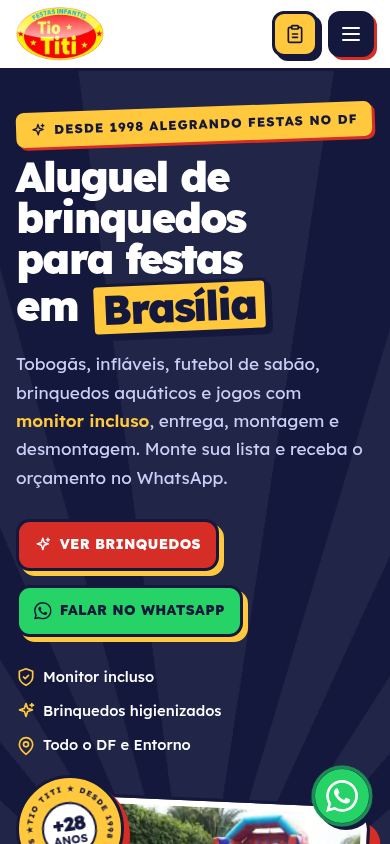 FESTAS INFANTIS
Tio
Titi
DESDE 1998 ALEGRANDO FESTAS NO DF
Aluguel de
brinquedos
para festas
em Brasília
Tobogãs, infláveis, futebol de sabão,
brinquedos aquáticos e jogos com
monitor incluso, entrega, montagem e
desmontagem. Monte sua lista e receba o
orçamento no WhatsApp.
VER BRINQUEDOS
FALAR NO WHATSAPP
Monitor incluso
Brinquedos higienizados
Todo o DF e Entorno
TIO TITI ★ DESDE 1998
+28
ANOS